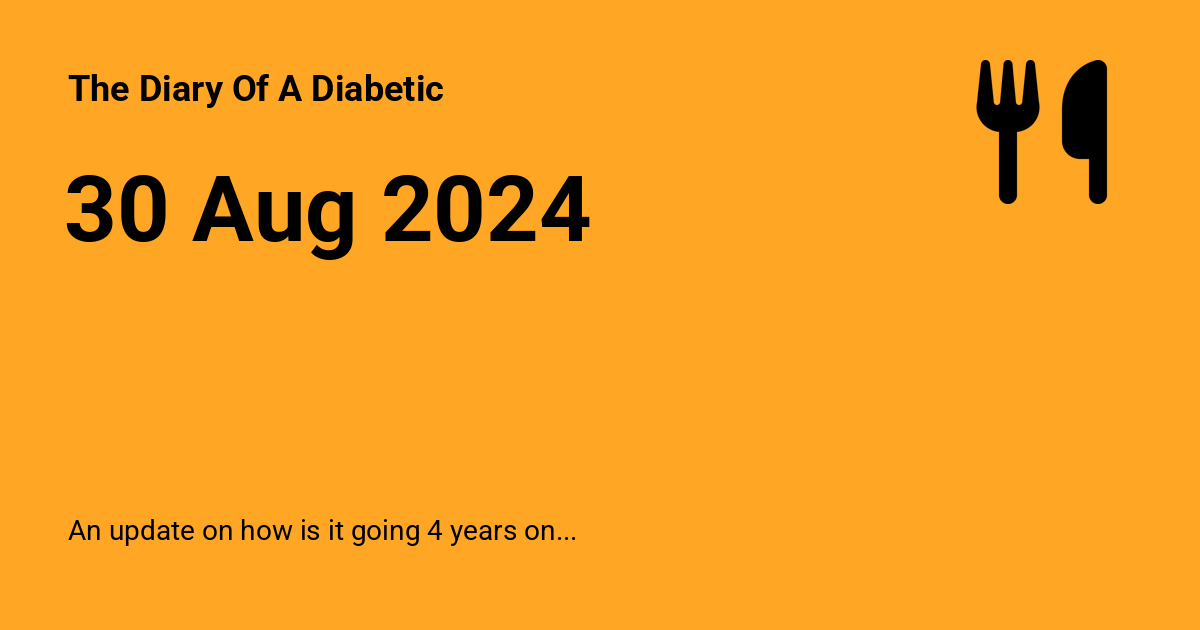 The Diary Of A Diabetic
30 Aug 2024
An update on how is it going 4 years on...